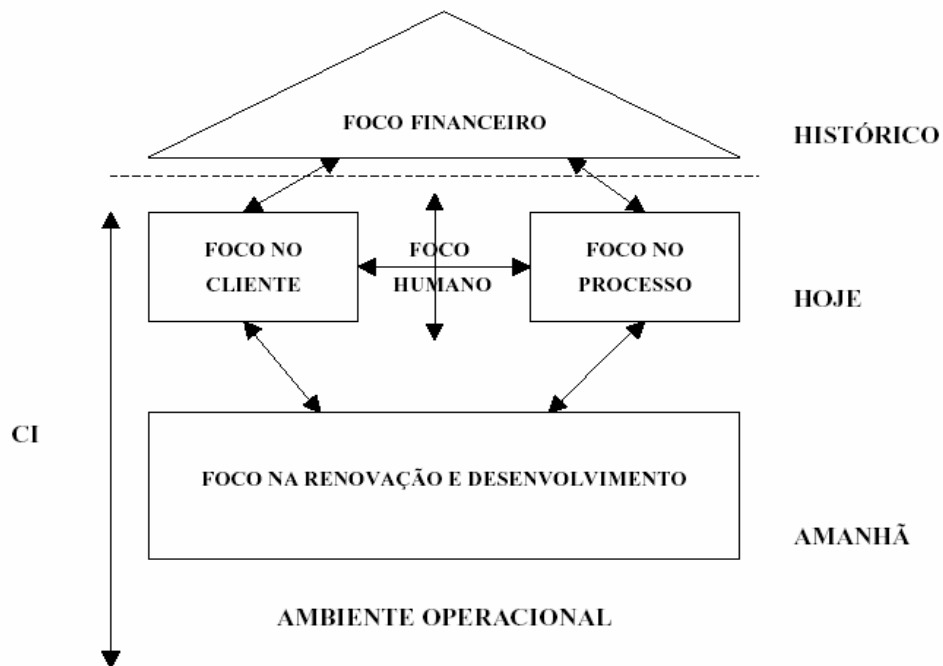 FOCO FINANCEIRO
HISTÓRICO
FOCO NO
CLIENTE
FOCO
HUMANO
FOCO NO
PROCESSO
HOJE
CI
FOCO NA RENOVAÇÃO E DESENVOLVIMENTO
AMANHÃ
AMBIENTE OPERACIONAL